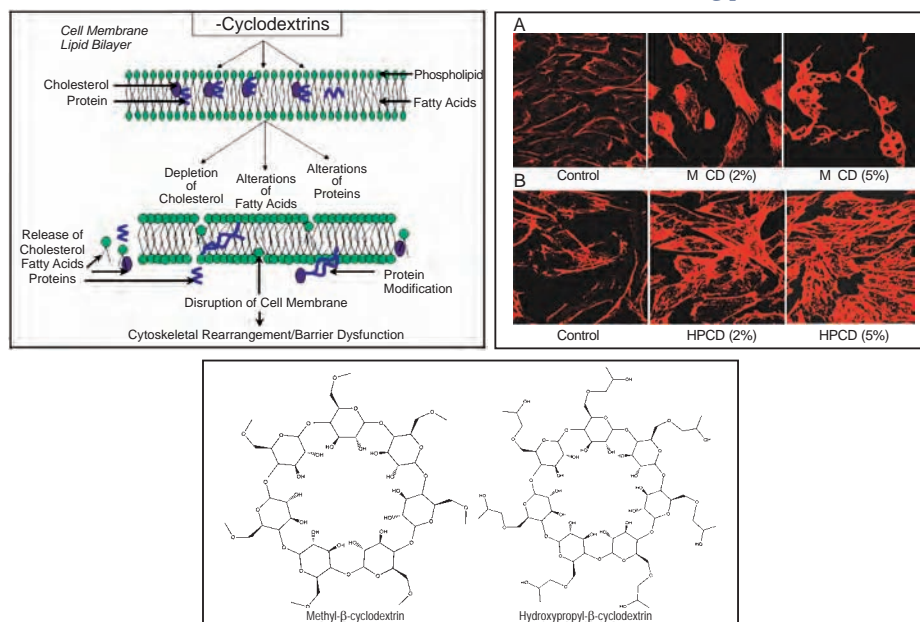 -Cyclodextrins
Cell Membrane
Lipid Bilayer
Cholesterol
Protein
Phospholipid
Fatty Acids
Depletion
of
Cholesterol
Alterations
of
Fatty Acids
Alterations
of
Proteins
Release of
Cholesterol
Fatty Acids
Proteins
Protein
Modification
Disruption of Cell Membrane
Cytoskeletal Rearrangement/Barrier Dysfunction
A
Control
M CD (2%)
M CD (5%)
B
Control
HPCD (2%)
HPCD (5%)
Methyl-β-cyclodextrin
Hydroxypropyl-β-cyclodextrin